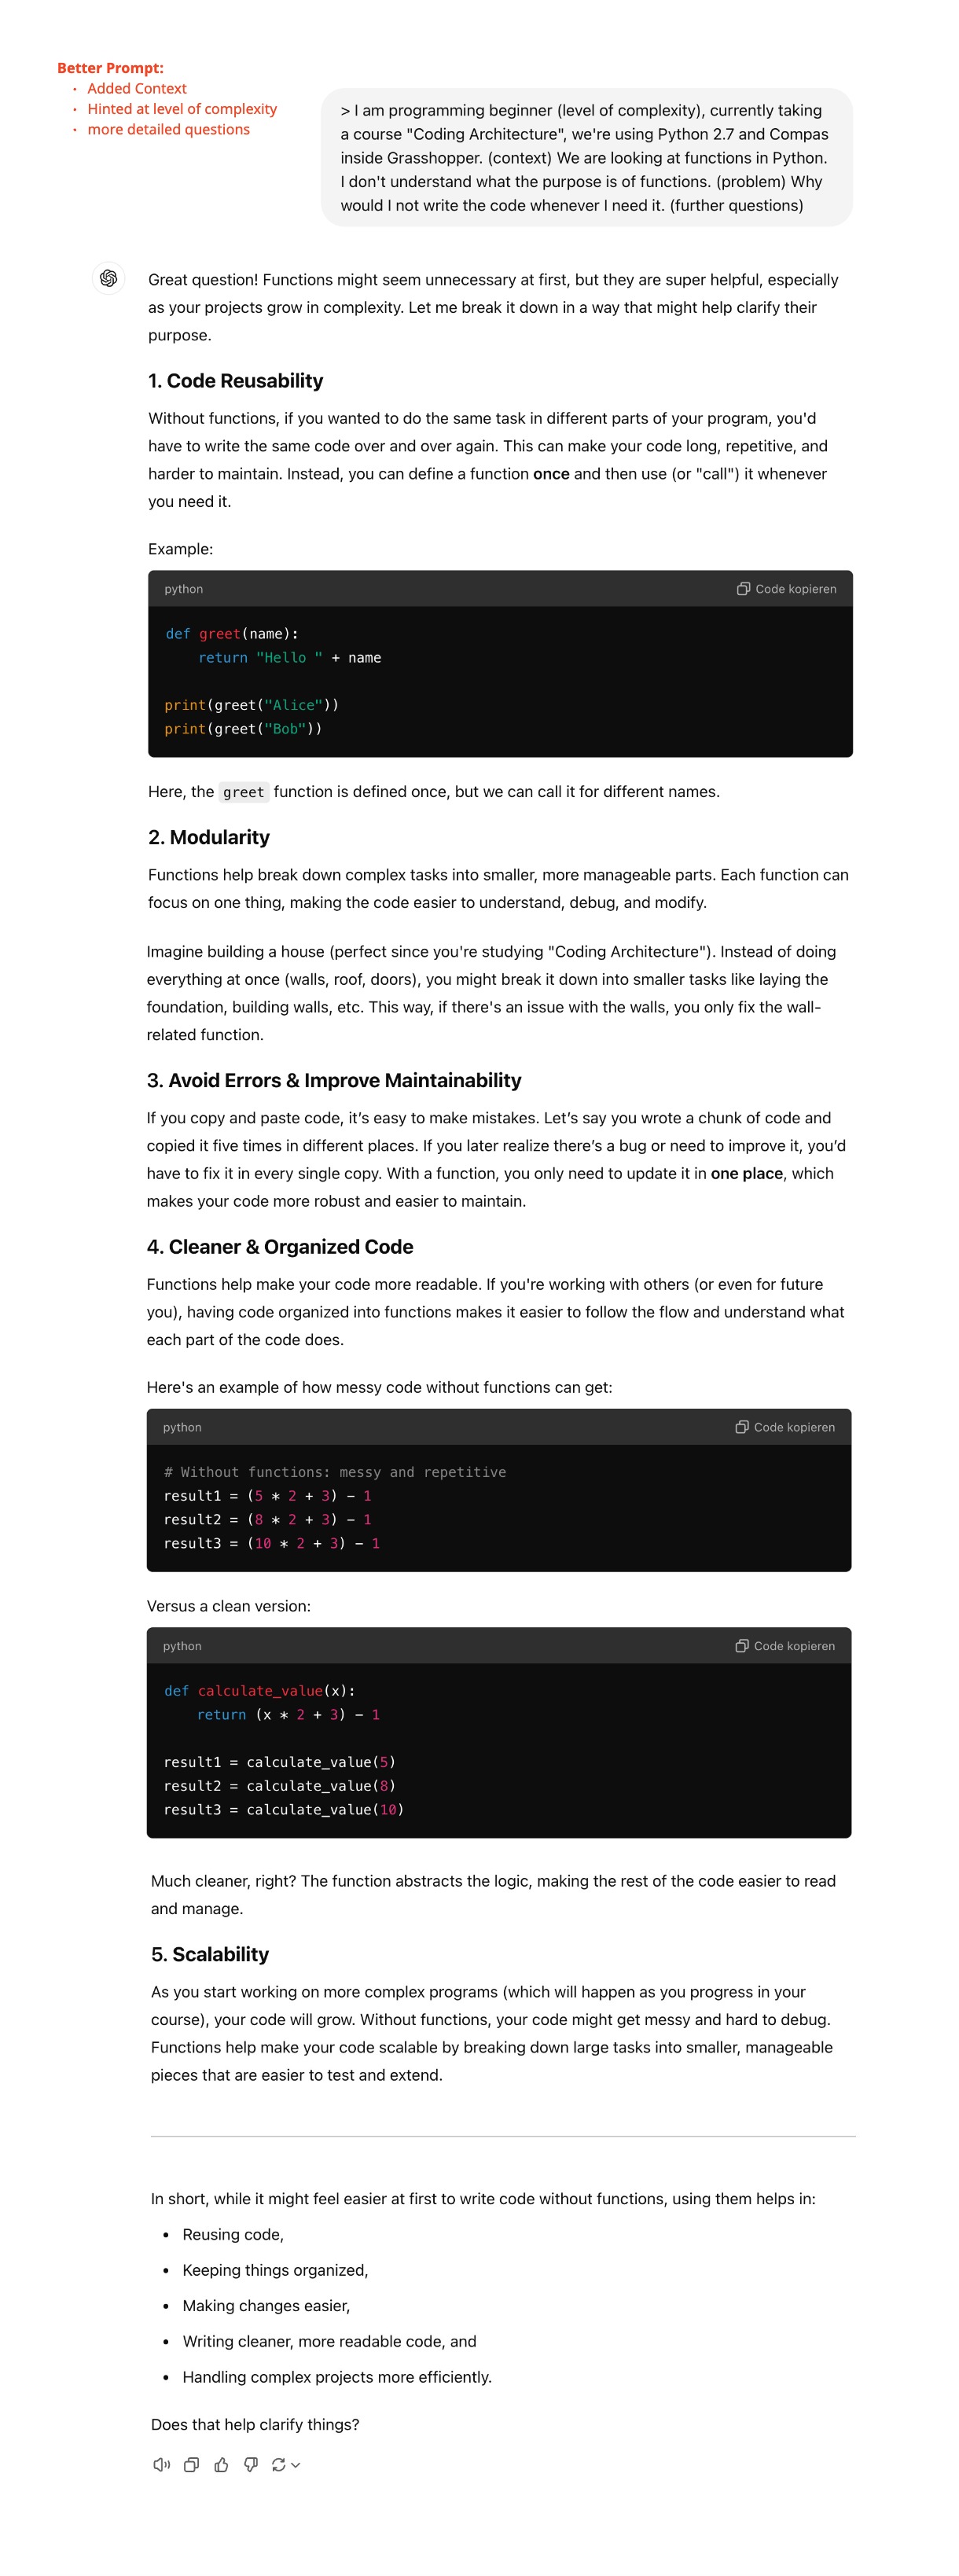 Better Prompt:
· Added Context
· Hinted at level of complexity
· more detailed questions
> I am programming beginner (level of complexity), currently taking
a course "Coding Architecture", we're using Python 2.7 and Compas
inside Grasshopper. (context) We are looking at functions in Python.
I don't understand what the purpose is of functions. (problem) Why
would I not write the code whenever I need it. (further questions)
Great question! Functions might seem unnecessary at first, but they are super helpful, especially
as your projects grow in complexity. Let me break it down in a way that might help clarify their
purpose.
1. Code Reusability
Without functions, if you wanted to do the same task in different parts of your program, you'd
have to write the same code over and over again. This can make your code long, repetitive, and
harder to maintain. Instead, you can define a function once and then use (or "call") it whenever
you need it.
Example:
python
Code kopieren
def greet(name):
    return "Hello " + name
print(greet("Alice"))
print(greet("Bob"))
Here, the greet function is defined once, but we can call it for different names.
2. Modularity
Functions help break down complex tasks into smaller, more manageable parts. Each function can
focus on one thing, making the code easier to understand, debug, and modify.
Imagine building a house (perfect since you're studying "Coding Architecture"). Instead of doing
everything at once (walls, roof, doors), you might break it down into smaller tasks like laying the
foundation, building walls, etc. This way, if there's an issue with the walls, you only fix the wall-
related function.
3. Avoid Errors & Improve Maintainability
If you copy and paste code, it’s easy to make mistakes. Let’s say you wrote a chunk of code and
copied it five times in different places. If you later realize there’s a bug or need to improve it, you’d
have to fix it in every single copy. With a function, you only need to update it in one place, which
makes your code more robust and easier to maintain.
4. Cleaner & Organized Code
Functions help make your code more readable. If you're working with others (or even for future
you), having code organized into functions makes it easier to follow the flow and understand what
each part of the code does.
Here's an example of how messy code without functions can get:
python
Code kopieren
# Without functions: messy and repetitive
result1 = (5 * 2 + 3) - 1
result2 = (8 * 2 + 3) - 1
result3 = (10 * 2 + 3) - 1
Versus a clean version:
python
Code kopieren
def calculate_value(x):
    return (x * 2 + 3) - 1
result1 = calculate_value(5)
result2 = calculate_value(8)
result3 = calculate_value(10)
Much cleaner, right? The function abstracts the logic, making the rest of the code easier to read
and manage.
5. Scalability
As you start working on more complex programs (which will happen as you progress in your
course), your code will grow. Without functions, your code might get messy and hard to debug.
Functions help make your code scalable by breaking down large tasks into smaller, manageable
pieces that are easier to test and extend.
In short, while it might feel easier at first to write code without functions, using them helps in:
• Reusing code,
• Keeping things organized,
• Making changes easier,
• Writing cleaner, more readable code, and
• Handling complex projects more efficiently.
Does that help clarify things?